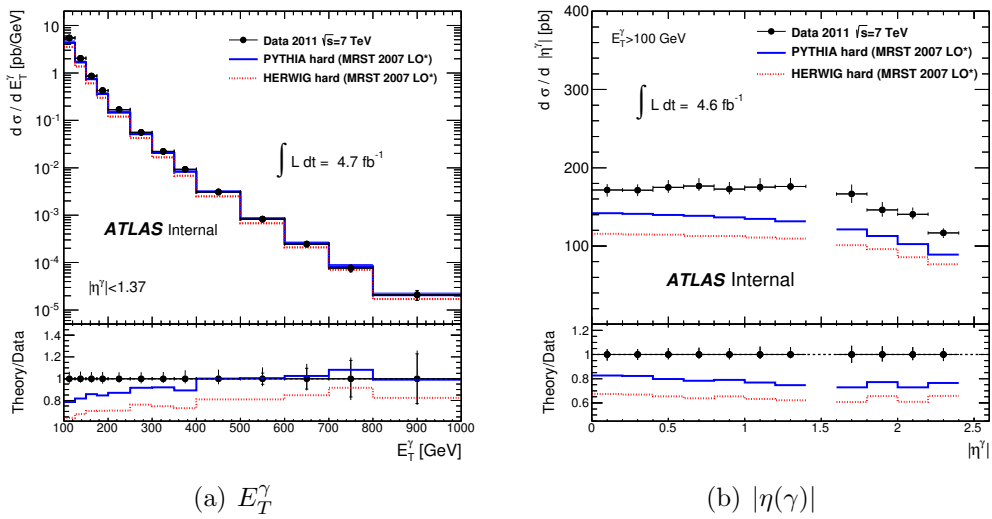 dσ / d E_T^γ [pb/GeV]
10
1
10^-1
10^-2
10^-3
10^-4
10^-5
Data 2011 √s=7 TeV
PYTHIA hard (MRST 2007 LO*)
HERWIG hard (MRST 2007 LO*)
∫ L dt = 4.7 fb^-1
ATLAS Internal
|η^γ|<1.37
Theory/Data
1.4
1.2
1
0.8
100 200 300 400 500 600 700 800 900 1000
E_T^γ [GeV]
(a) E_T^γ
dσ / d |η^γ| [pb]
400
360
300
260
200
160
100
60
E_T^γ>100 GeV
Data 2011 √s=7 TeV
PYTHIA hard (MRST 2007 LO*)
HERWIG hard (MRST 2007 LO*)
∫ L dt = 4.6 fb^-1
ATLAS Internal
Theory/Data
1.2
1
0.8
0.6
0 0.5 1 1.5 2 2.5
|η^γ|
(b) |η(γ)|